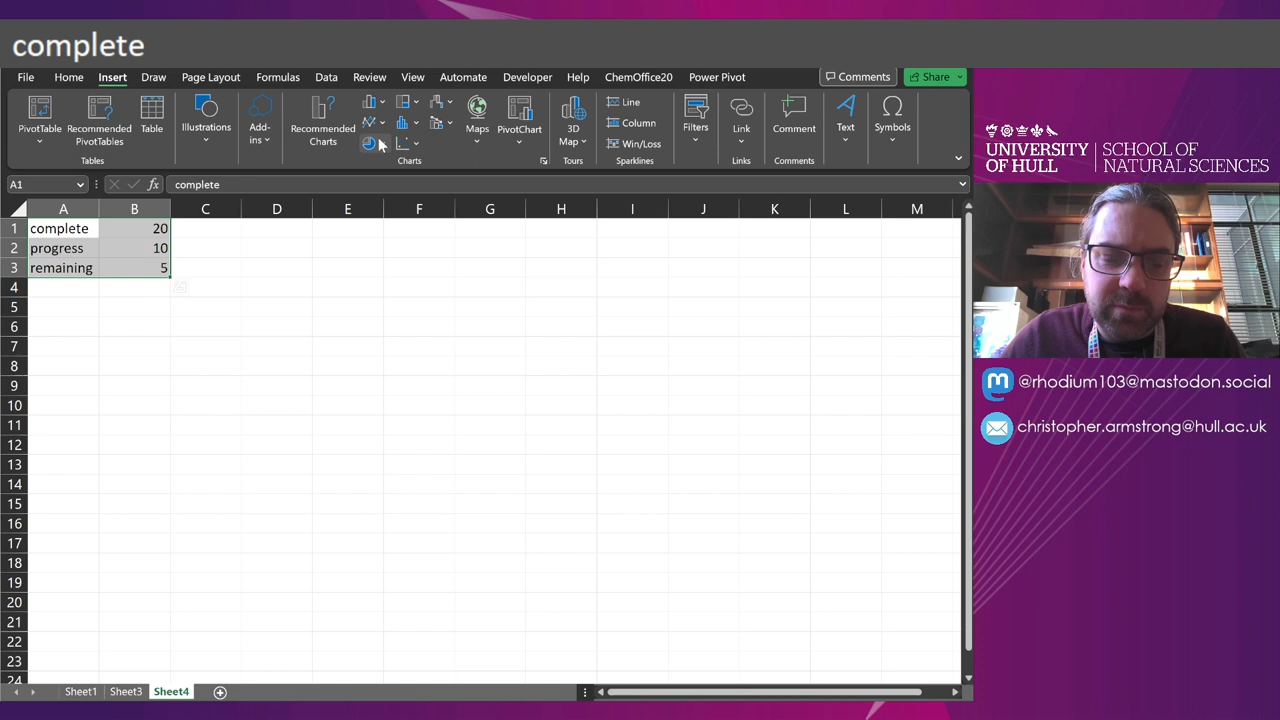 complete
File Home Insert Draw Page Layout Formulas Data Review View Automate Developer Help ChemOffice20 Power Pivot Comments Share
PivotTable Recommended PivotTables Table Illustrations Add-ins Recommended Charts Maps PivotChart 3D Map Line Column Win/Loss Filters Link Comment Text Symbols
Tables Charts Tours Sparklines Links Comments
A1 fx complete
A B C D E F G H I J K L M
1 complete 20
2 progress 10
3 remaining 5
4
5
6
7
8
9
10
11
12
13
14
15
16
17
18
19
20
21
22
23
24
Sheet1 Sheet3 Sheet4
UNIVERSITY OF HULL
SCHOOL OF NATURAL SCIENCES
@rhodium103@mastodon.social
christopher.armstrong@hull.ac.uk